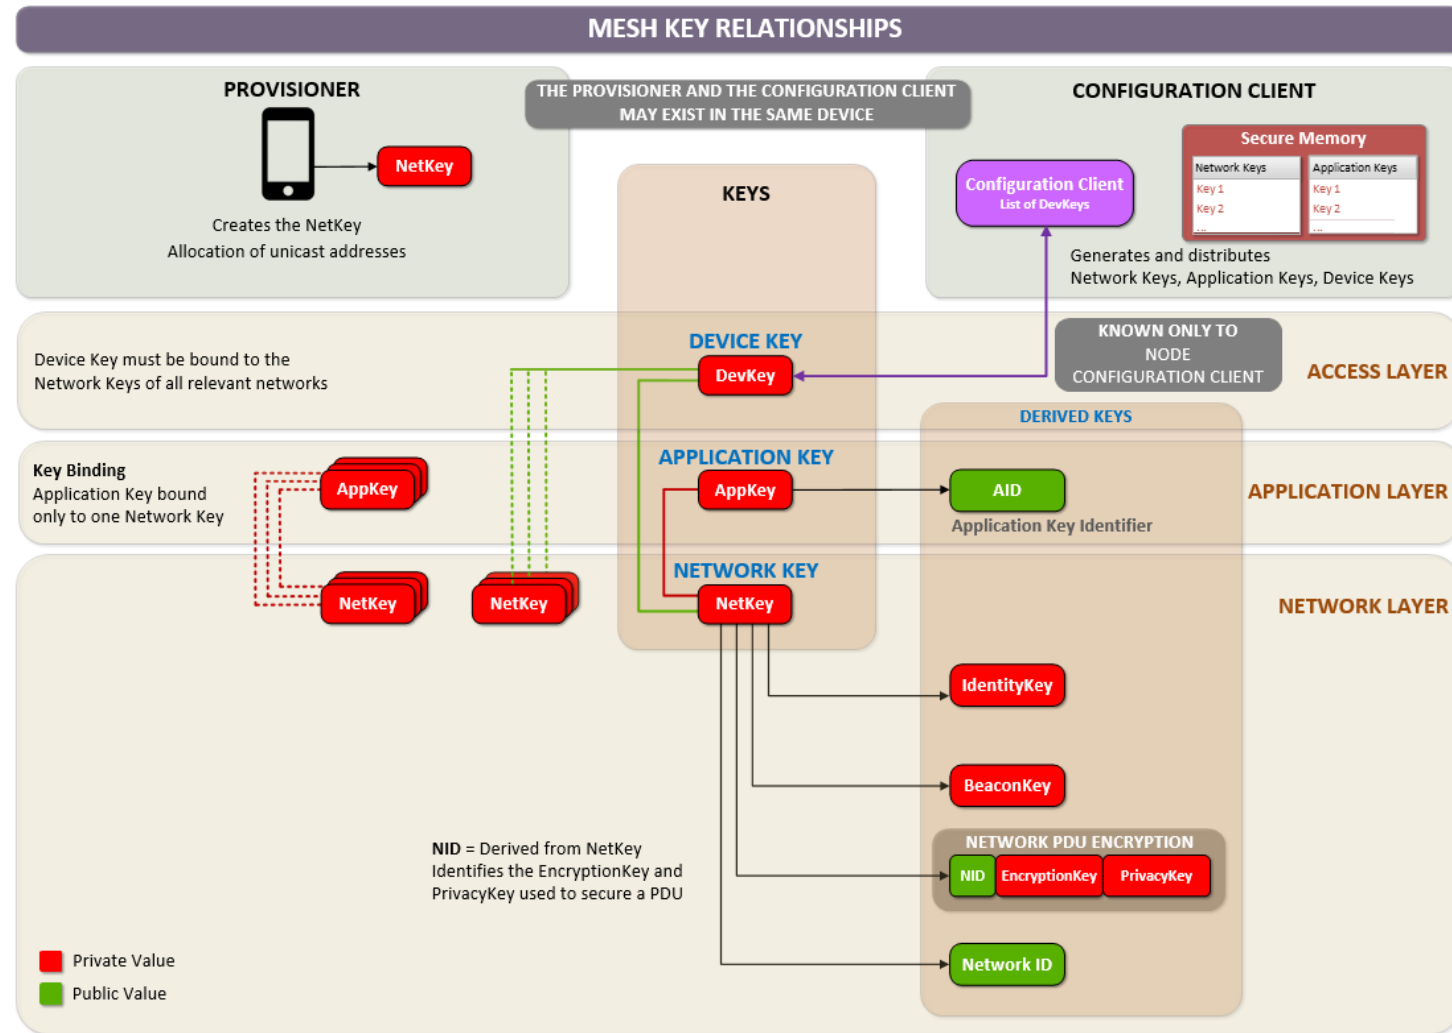 MESH KEY RELATIONSHIPS
PROVISIONER
NetKey
Creates the NetKey
Allocation of unicast addresses
THE PROVISIONER AND THE CONFIGURATION CLIENT
MAY EXIST IN THE SAME DEVICE
CONFIGURATION CLIENT
Configuration Client
List of DevKeys
Secure Memory
Network Keys
Key 1
Key 2
...
Application Keys
Key 1
Key 2
...
Generates and distributes
Network Keys, Application Keys, Device Keys
KEYS
Device Key must be bound to the
Network Keys of all relevant networks
DEVICE KEY
DevKey
KNOWN ONLY TO
NODE
CONFIGURATION CLIENT
ACCESS LAYER
DERIVED KEYS
Key Binding
Application Key bound
only to one Network Key
AppKey
APPLICATION KEY
AppKey
AID
Application Key Identifier
APPLICATION LAYER
NetKey
NetKey
NETWORK KEY
NetKey
NETWORK LAYER
IdentityKey
BeaconKey
NID = Derived from NetKey
Identifies the EncryptionKey and
PrivacyKey used to secure a PDU
NETWORK PDU ENCRYPTION
NID
EncryptionKey
PrivacyKey
Network ID
Private Value
Public Value